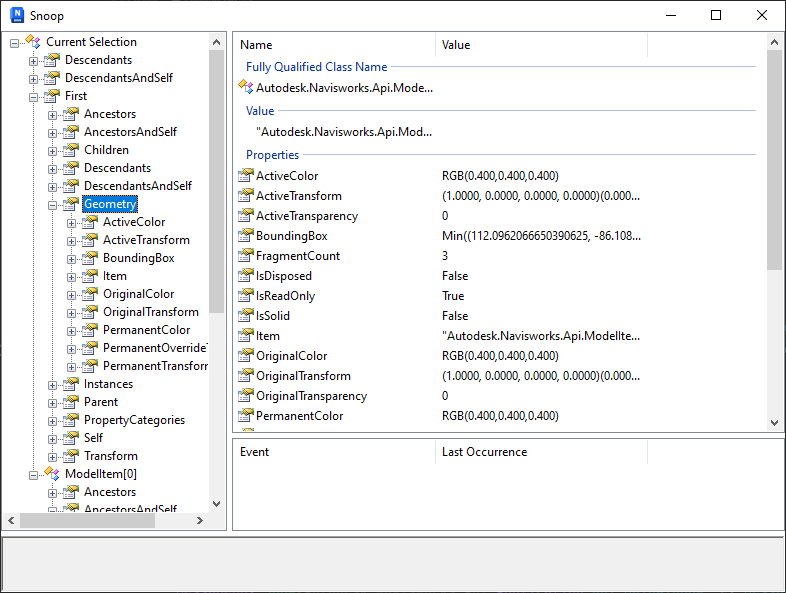 Snoop
Current Selection
Descendants
DescendantsAndSelf
First
Ancestors
AncestorsAndSelf
Children
Descendants
DescendantsAndSelf
Geometry
ActiveColor
ActiveTransform
BoundingBox
Item
OriginalColor
OriginalTransform
PermanentColor
PermanentOverride
PermanentTransform
Instances
Parent
PropertyCategories
Self
Transform
ModelItem[0]
Ancestors
AncestorsAndSelf
Name Value
Fully Qualified Class Name
Autodesk.Navisworks.Api.Mode...
Value
"Autodesk.Navisworks.Api.Mod...
Properties
ActiveColor RGB(0.400,0.400,0.400)
ActiveTransform (1.0000, 0.0000, 0.0000, 0.0000)(0.000...
ActiveTransparency 0
BoundingBox Min((112.0962066650390625, -86.108...
FragmentCount 3
IsDisposed False
IsReadOnly True
IsSolid False
Item "Autodesk.Navisworks.Api.ModelIte...
OriginalColor RGB(0.400,0.400,0.400)
OriginalTransform (1.0000, 0.0000, 0.0000, 0.0000)(0.000...
OriginalTransparency 0
PermanentColor RGB(0.400,0.400,0.400)
Event Last Occurrence